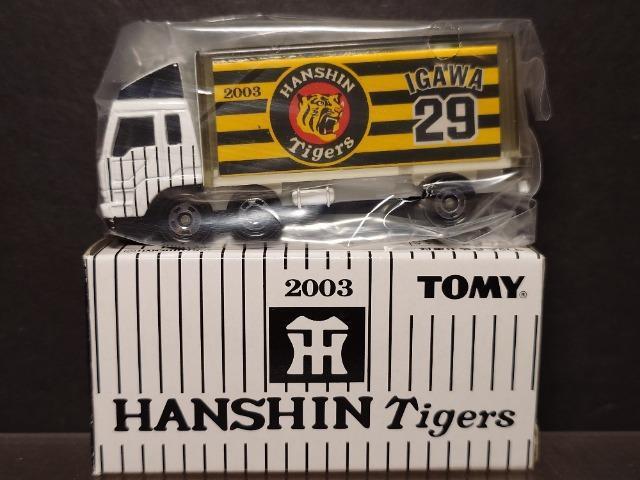 2003
HANSHIN
Tigers
IGAWA
29
2003
TOMY
HANSHIN Tigers